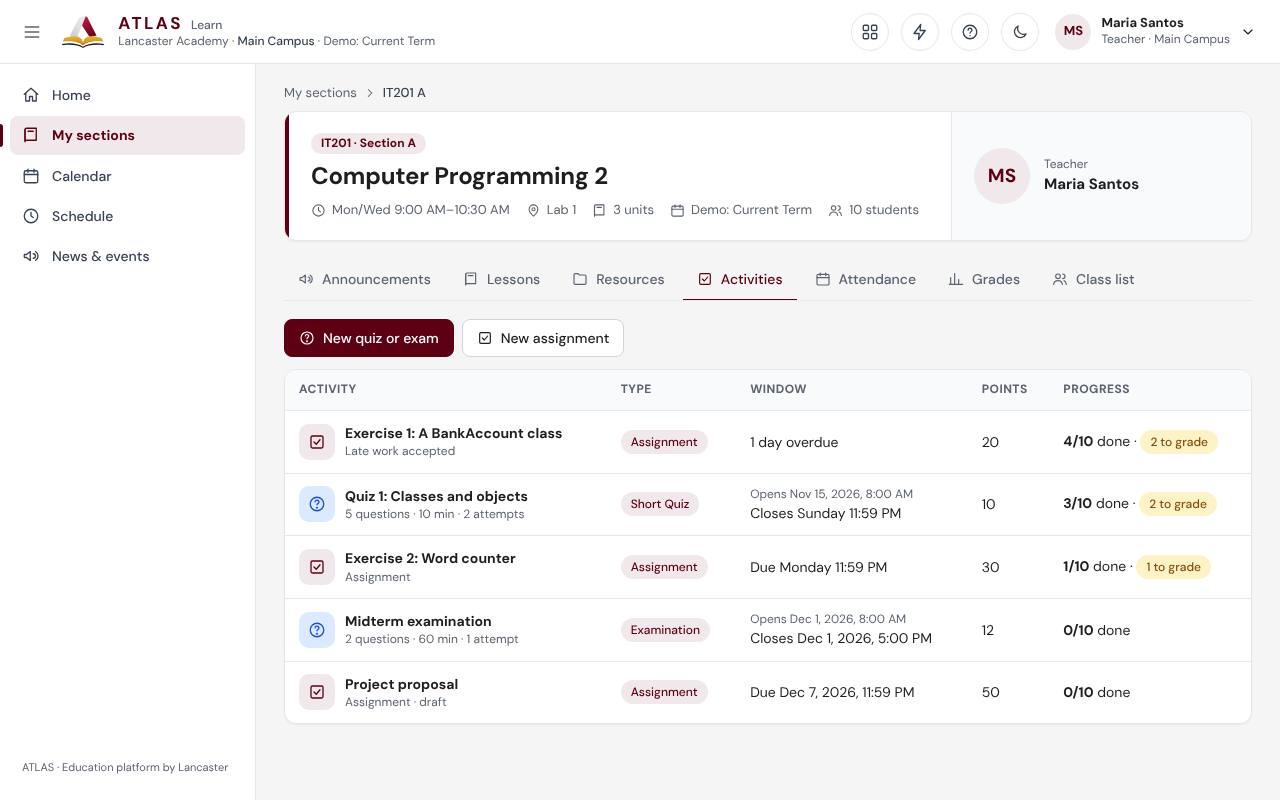 ATLAS Learn
Lancaster Academy · Main Campus · Demo: Current Term
MS
Maria Santos
Teacher · Main Campus
Home
My sections
Calendar
Schedule
News & events
ATLAS · Education platform by Lancaster
My sections > IT201 A
IT201 · Section A
Computer Programming 2
Mon/Wed 9:00 AM–10:30 AM Lab 1 3 units Demo: Current Term 10 students
MS
Teacher
Maria Santos
Announcements Lessons Resources Activities Attendance Grades Class list
New quiz or exam New assignment
ACTIVITY TYPE WINDOW POINTS PROGRESS
Exercise 1: A BankAccount class
Late work accepted
Assignment 1 day overdue 20 4/10 done · 2 to grade
Quiz 1: Classes and objects
5 questions · 10 min · 2 attempts
Short Quiz
Opens Nov 15, 2026, 8:00 AM
Closes Sunday 11:59 PM
10 3/10 done · 2 to grade
Exercise 2: Word counter
Assignment
Assignment Due Monday 11:59 PM 30 1/10 done · 1 to grade
Midterm examination
2 questions · 60 min · 1 attempt
Examination
Opens Dec 1, 2026, 8:00 AM
Closes Dec 1, 2026, 5:00 PM
12 0/10 done
Project proposal
Assignment · draft
Assignment Due Dec 7, 2026, 11:59 PM 50 0/10 done